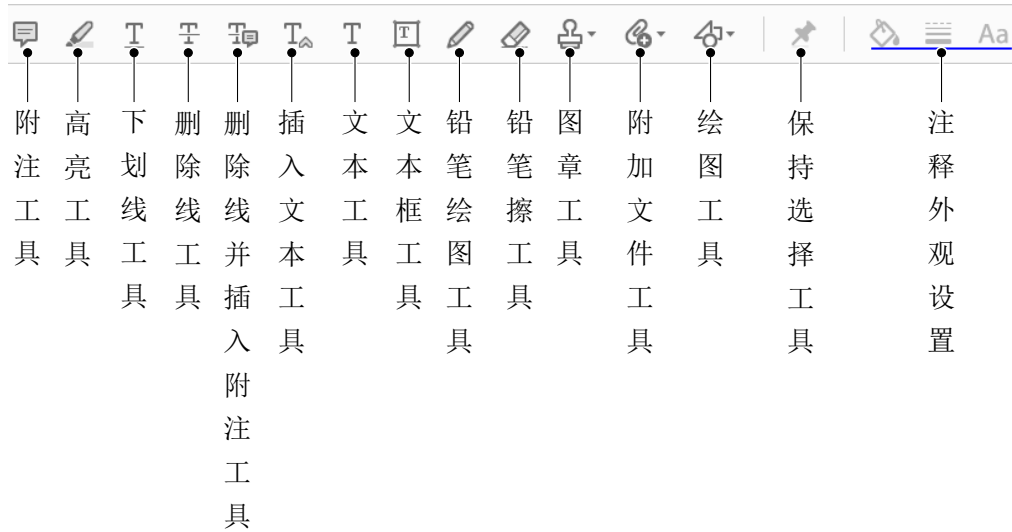 Aa
附注工具
高亮工具
下划线工具
删除线工具
删除线并插入附注工具
插入文本工具
文本工具
文本框工具
铅笔绘图工具
铅笔擦工具
图章工具
附加文件工具
绘图工具
保持选择工具
注释外观设置